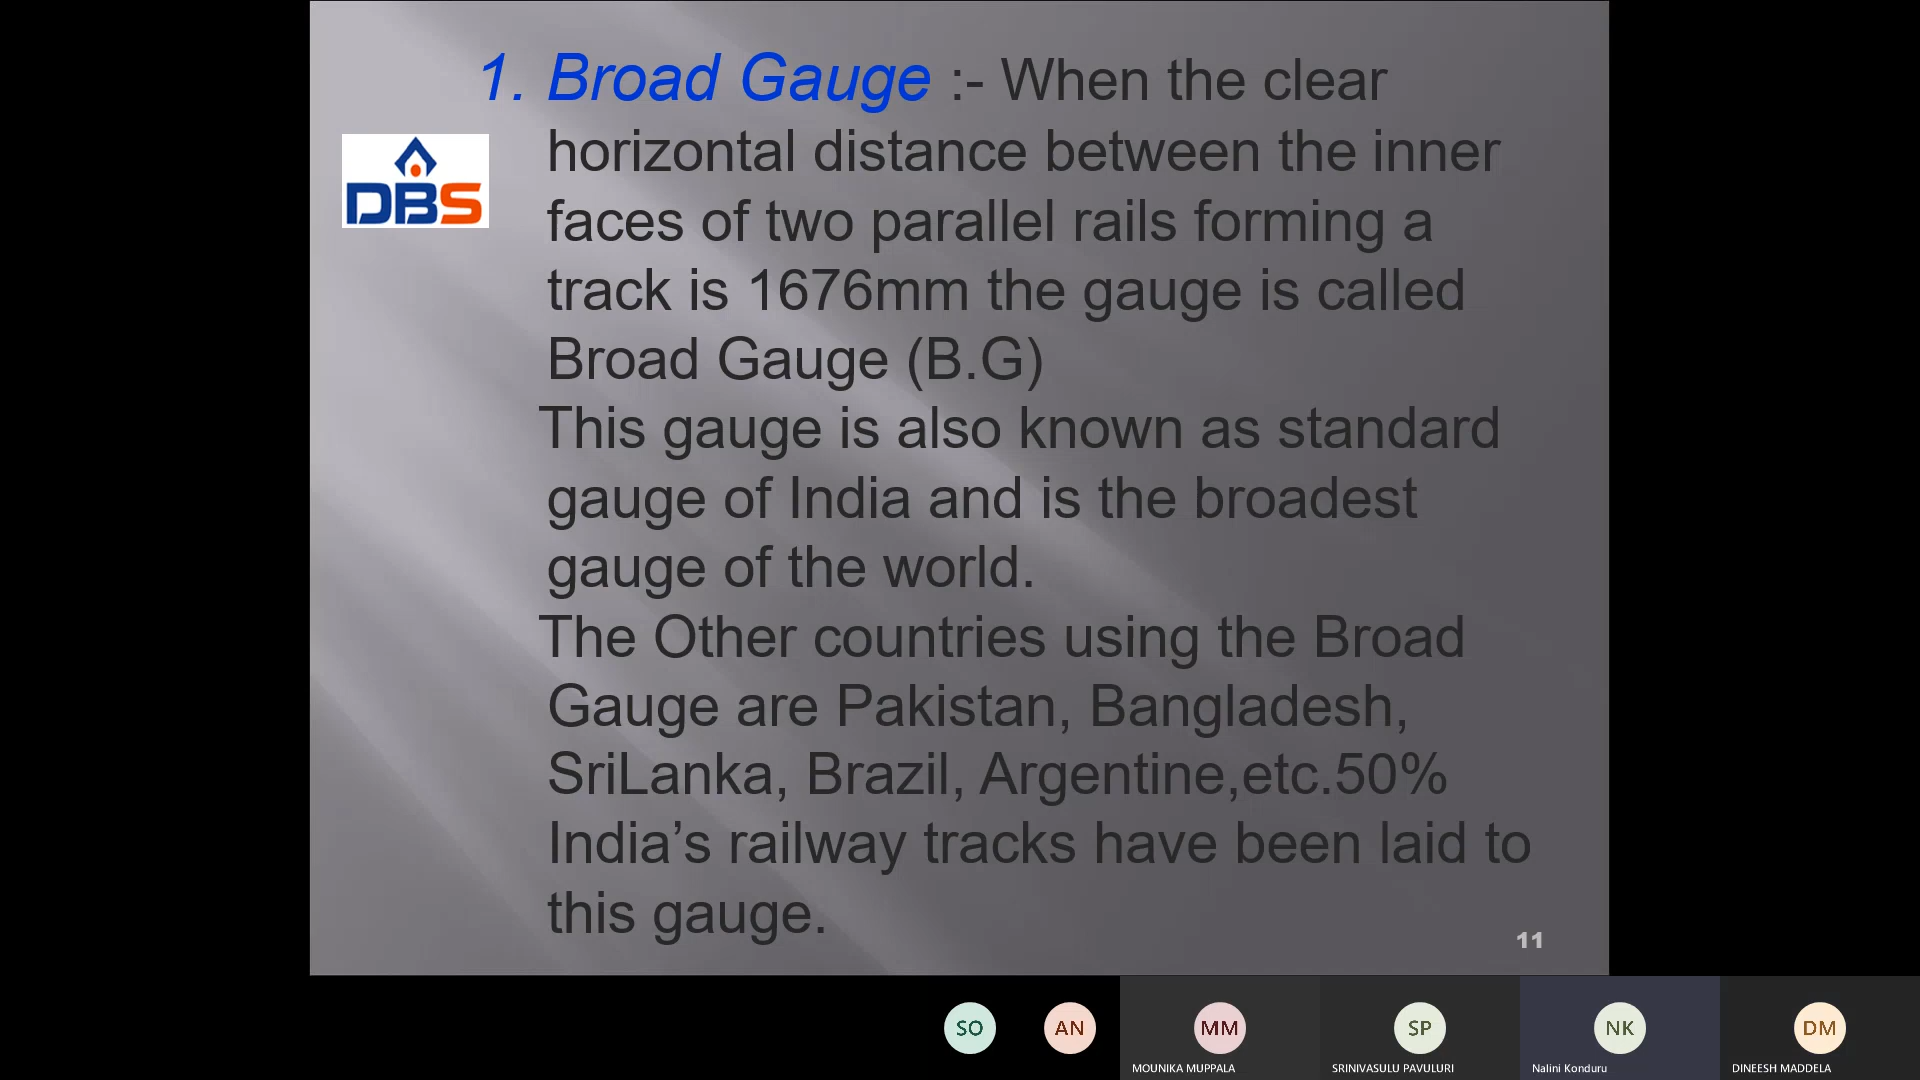 1. Broad Gauge :- When the clear
horizontal distance between the inner
faces of two parallel rails forming a
track is 1676mm the gauge is called
Broad Gauge (B.G)
This gauge is also known as standard
gauge of India and is the broadest
gauge of the world.
The Other countries using the Broad
Gauge are Pakistan, Bangladesh,
SriLanka, Brazil, Argentine,etc.50%
India’s railway tracks have been laid to
this gauge.
DBS
11
SO
AN
MM
SP
NK
DM
MOUNIKA MUPPALA
SRINIVASULU PAVULURI
Nalini Konduru
DINEESH MADDELA